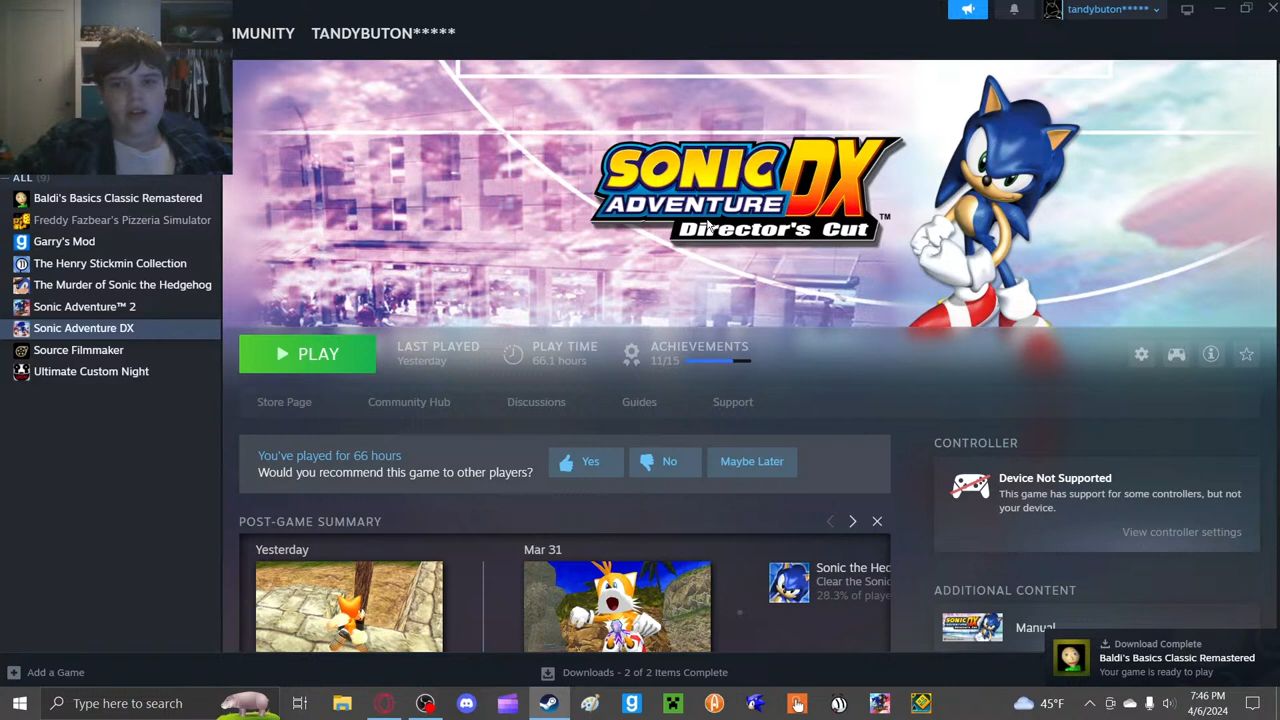 tandybuton*****
MMUNITY TANDYBUTON*****
SONIC
ADVENTURE
DX
TM
Director's Cut
ALL (9)
Baldi's Basics Classic Remastered
Freddy Fazbear's Pizzeria Simulator
Garry's Mod
The Henry Stickmin Collection
The Murder of Sonic the Hedgehog
Sonic Adventure™ 2
Sonic Adventure DX
Source Filmmaker
Ultimate Custom Night
PLAY
LAST PLAYED
Yesterday
PLAY TIME
66.1 hours
ACHIEVEMENTS
11/15
Store Page Community Hub Discussions Guides Support
You've played for 66 hours
Would you recommend this game to other players?
Yes No Maybe Later
CONTROLLER
Device Not Supported
This game has support for some controllers, but not
your device.
View controller settings
POST-GAME SUMMARY
Yesterday
Mar 31
Sonic the Hec
Clear the Sonic
28.3% of playe
ADDITIONAL CONTENT
Manual
Download Complete
Baldi's Basics Classic Remastered
Your game is ready to play
Add a Game
Downloads - 2 of 2 Items Complete
Type here to search
45°F
7:46 PM
4/6/2024